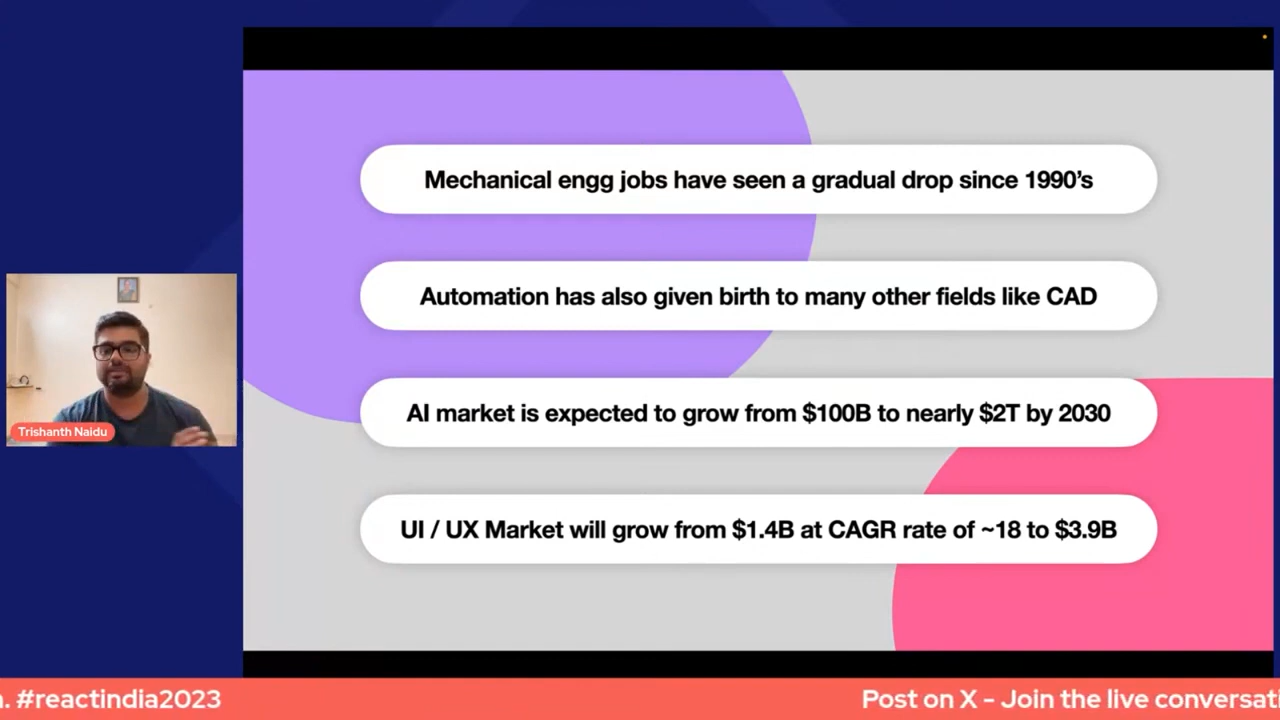 Mechanical engg jobs have seen a gradual drop since 1990’s
Automation has also given birth to many other fields like CAD
AI market is expected to grow from $100B to nearly $2T by 2030
UI / UX Market will grow from $1.4B at CAGR rate of ~18 to $3.9B
Trishanth Naidu
#reactindia2023
Post on X - Join the live